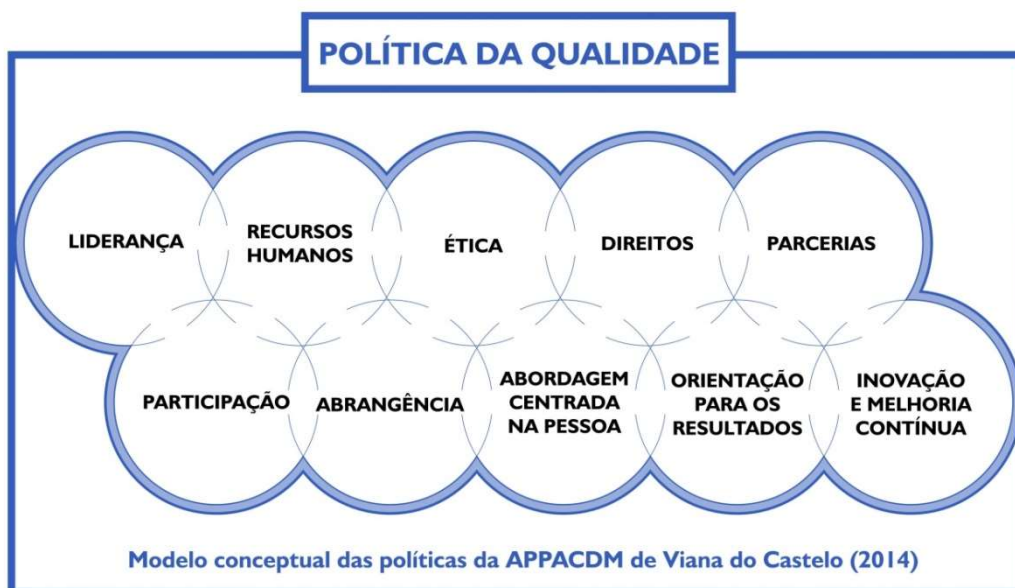 POLÍTICA DA QUALIDADE
LIDERANÇA
RECURSOS
HUMANOS
ÉTICA
DIREITOS
PARCERIAS
PARTICIPAÇÃO
ABRANGÊNCIA
ABORDAGEM
CENTRADA
NA PESSOA
ORIENTAÇÃO
PARA OS
RESULTADOS
INOVAÇÃO
E MELHORIA
CONTÍNUA
Modelo conceptual das políticas da APPACDM de Viana do Castelo (2014)